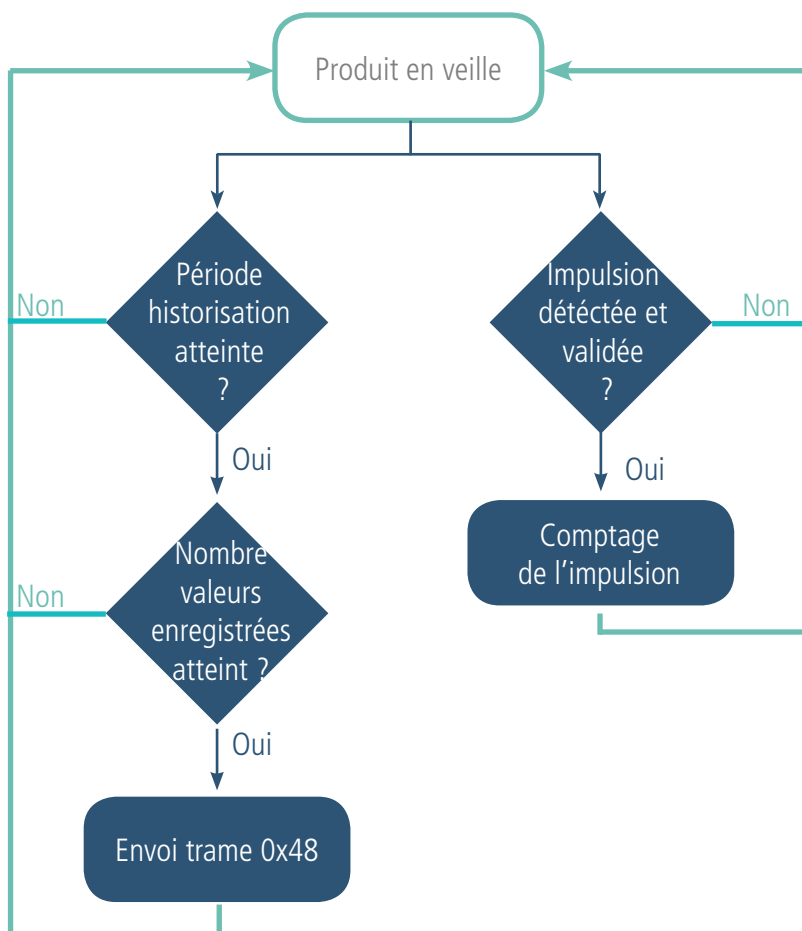 Produit en veille
Période
historisation
atteinte
?
Non
Oui
Nombre
valeurs
enregistrées
atteint ?
Non
Oui
Envoi trame 0x48
Impulsion
détéctée et
validée
?
Non
Oui
Comptage
de l'impulsion